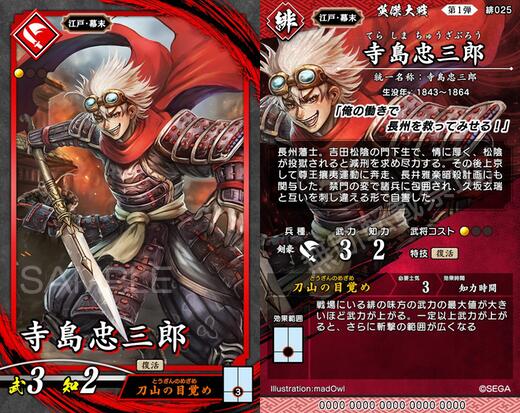 江戸・幕末
SAMPLE
寺島忠三郎
復活
武3 知2
とうざんのめざめ
刀山の目覚め
3
緋
江戸・幕末
英傑大戦
第1弾
緋025
てらしまちゅうざぶろう
寺島忠三郎
統一名称：寺島忠三郎
生没年：1843〜1864
「俺の働きで
長州を救ってみせる！」
長州藩士。吉田松陰の門下生で、情に厚く、松陰
が投獄されると減刑を求め尽力する。その後上京
して尊王攘夷運動に奔走、長井雅楽暗殺計画にも
関与した。禁門の変で諸兵に包囲され、久坂玄瑞
と互いを刺し違える形で自害した。
兵種 武力 知力 武将コスト
剣豪 3 2 特技 復活
とうざんのめざめ 必要士気 効果時間
刀山の目覚め 3 知力時間
効果範囲
戦場にいる緋の味方の武力の最大値が大き
いほど武力が上がる。一定以上武力が上が
ると、さらに斬撃の範囲が広くなる
Illustration:madOwl
©SEGA
0000-0000-0000-0000-0000